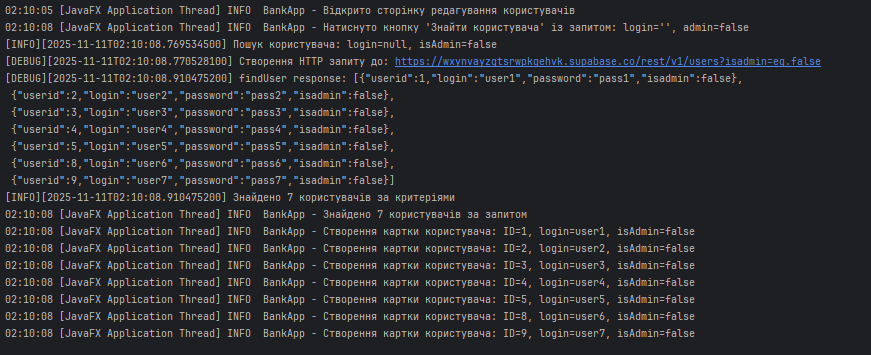 02:10:05 [JavaFX Application Thread] INFO  BankApp - Відкрито сторінку редагування користувачів
02:10:08 [JavaFX Application Thread] INFO  BankApp - Натиснуто кнопку 'Знайти користувача' із запитом: login='', admin=false
[INFO][2025-11-11T02:10:08.769534500] Пошук користувача: login=null, isAdmin=false
[DEBUG][2025-11-11T02:10:08.770528100] Створення HTTP запиту до: https://wxynvayzqtsrwpkqehvk.supabase.co/rest/v1/users?isadmin=eq.false
[DEBUG][2025-11-11T02:10:08.910475200] findUser response: [{"userid":1,"login":"user1","password":"pass1","isadmin":false},
{"userid":2,"login":"user2","password":"pass2","isadmin":false},
{"userid":3,"login":"user3","password":"pass3","isadmin":false},
{"userid":4,"login":"user4","password":"pass4","isadmin":false},
{"userid":5,"login":"user5","password":"pass5","isadmin":false},
{"userid":8,"login":"user6","password":"pass6","isadmin":false},
{"userid":9,"login":"user7","password":"pass7","isadmin":false}]
[INFO][2025-11-11T02:10:08.910475200] Знайдено 7 користувачів за критеріями
02:10:08 [JavaFX Application Thread] INFO  BankApp - Знайдено 7 користувачів за запитом
02:10:08 [JavaFX Application Thread] INFO  BankApp - Створення картки користувача: ID=1, login=user1, isAdmin=false
02:10:08 [JavaFX Application Thread] INFO  BankApp - Створення картки користувача: ID=2, login=user2, isAdmin=false
02:10:08 [JavaFX Application Thread] INFO  BankApp - Створення картки користувача: ID=3, login=user3, isAdmin=false
02:10:08 [JavaFX Application Thread] INFO  BankApp - Створення картки користувача: ID=4, login=user4, isAdmin=false
02:10:08 [JavaFX Application Thread] INFO  BankApp - Створення картки користувача: ID=5, login=user5, isAdmin=false
02:10:08 [JavaFX Application Thread] INFO  BankApp - Створення картки користувача: ID=8, login=user6, isAdmin=false
02:10:08 [JavaFX Application Thread] INFO  BankApp - Створення картки користувача: ID=9, login=user7, isAdmin=false